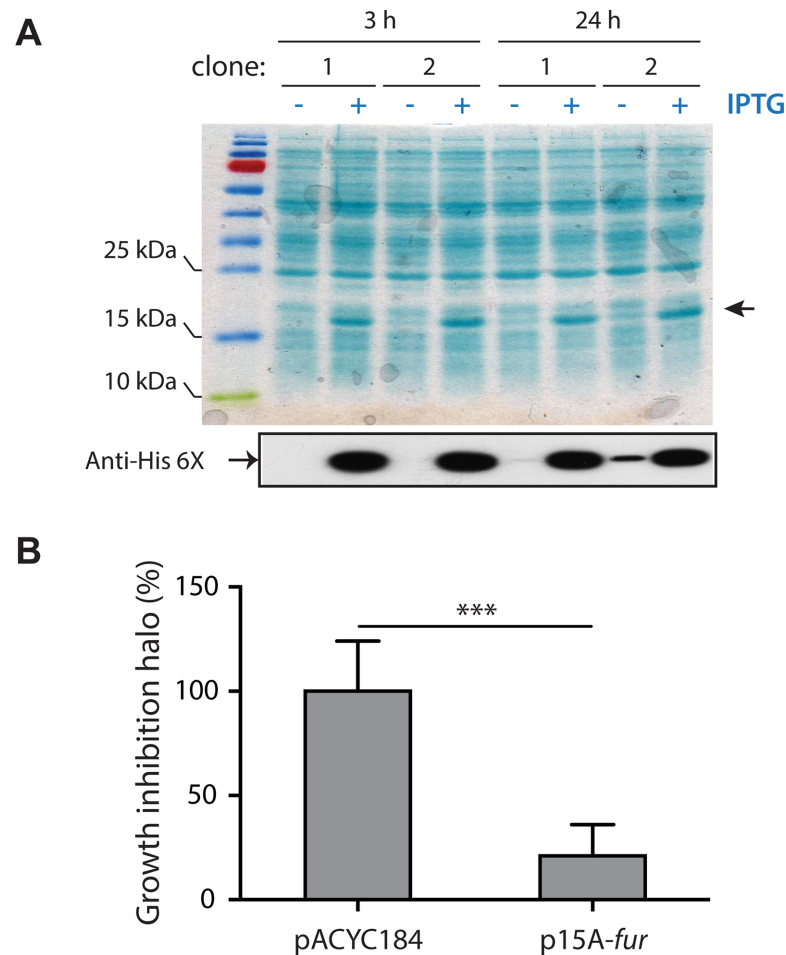 A
3 h 24 h
clone: 1 2 1 2
- + - + - + - + IPTG
25 kDa
15 kDa
10 kDa
Anti-His 6X
B
Growth inhibition halo (%)
150
100
50
0
***
pACYC184 p15A-fur